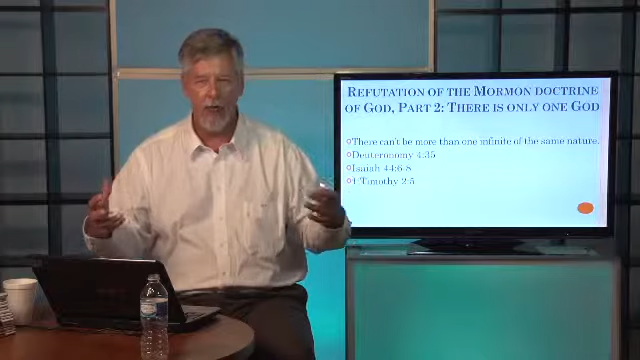 REFUTATION OF THE MORMON DOCTRINE
OF GOD, PART 2: THERE IS ONLY ONE GOD
There can't be more than one infinite of the same nature.
Deuteronomy 4:35
Isaiah 44:6-8
1 Timothy 2:5